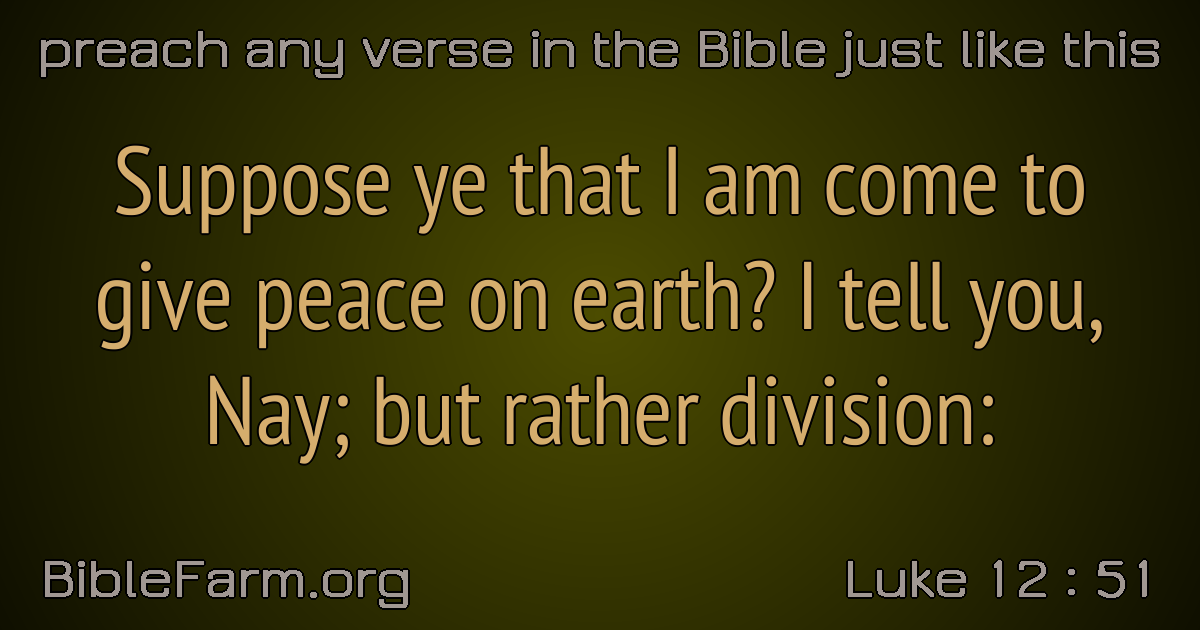 preach any verse in the Bible just like this
Suppose ye that I am come to
give peace on earth? I tell you,
Nay; but rather division:
BibleFarm.org
Luke 12 : 51